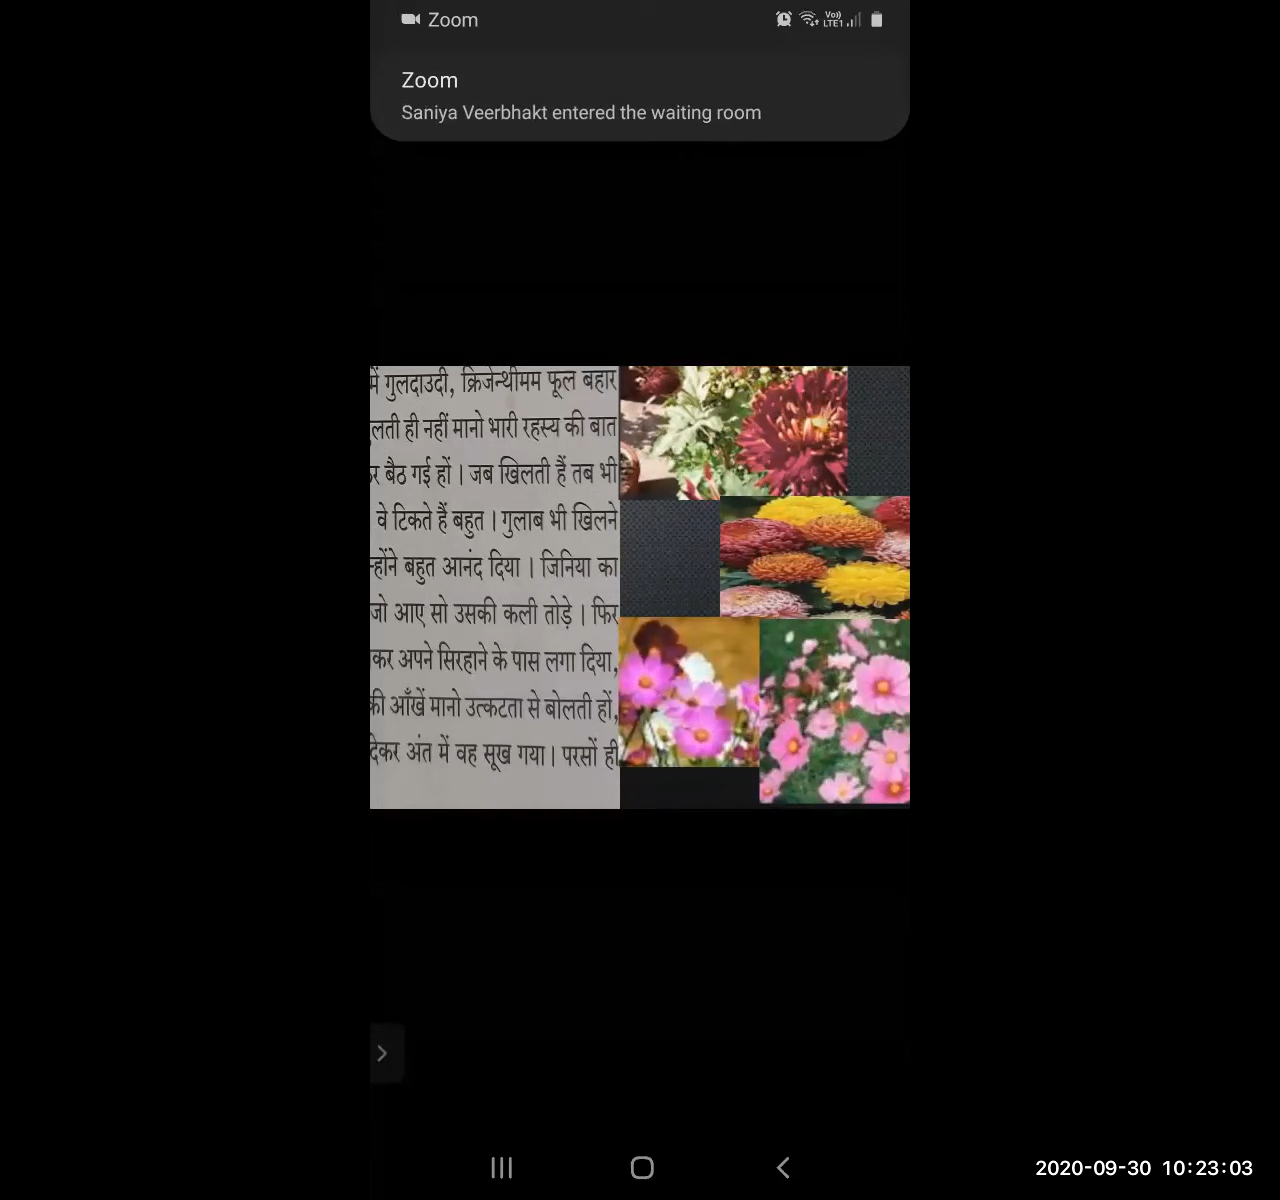 Zoom
Vo))
LTE1
Zoom
Saniya Veerbhakt entered the waiting room
में गुलदाउदी, क्रिजेन्थीमम फूल बहार
लती ही नहीं मानो भारी रहस्य की बात
र बैठ गई हों । जब खिलती हैं तब भी
वे टिकते हैं बहुत । गुलाब भी खिलने
न्होंने बहुत आनंद दिया । जिनिया का
जो आए सो उसकी कली तोड़े । फिर
कर अपने सिरहाने के पास लगा दिया,
की आँखें मानो उत्कटता से बोलती हों,
देकर अंत में वह सूख गया । परसों ही
2020-09-30 10:23:03